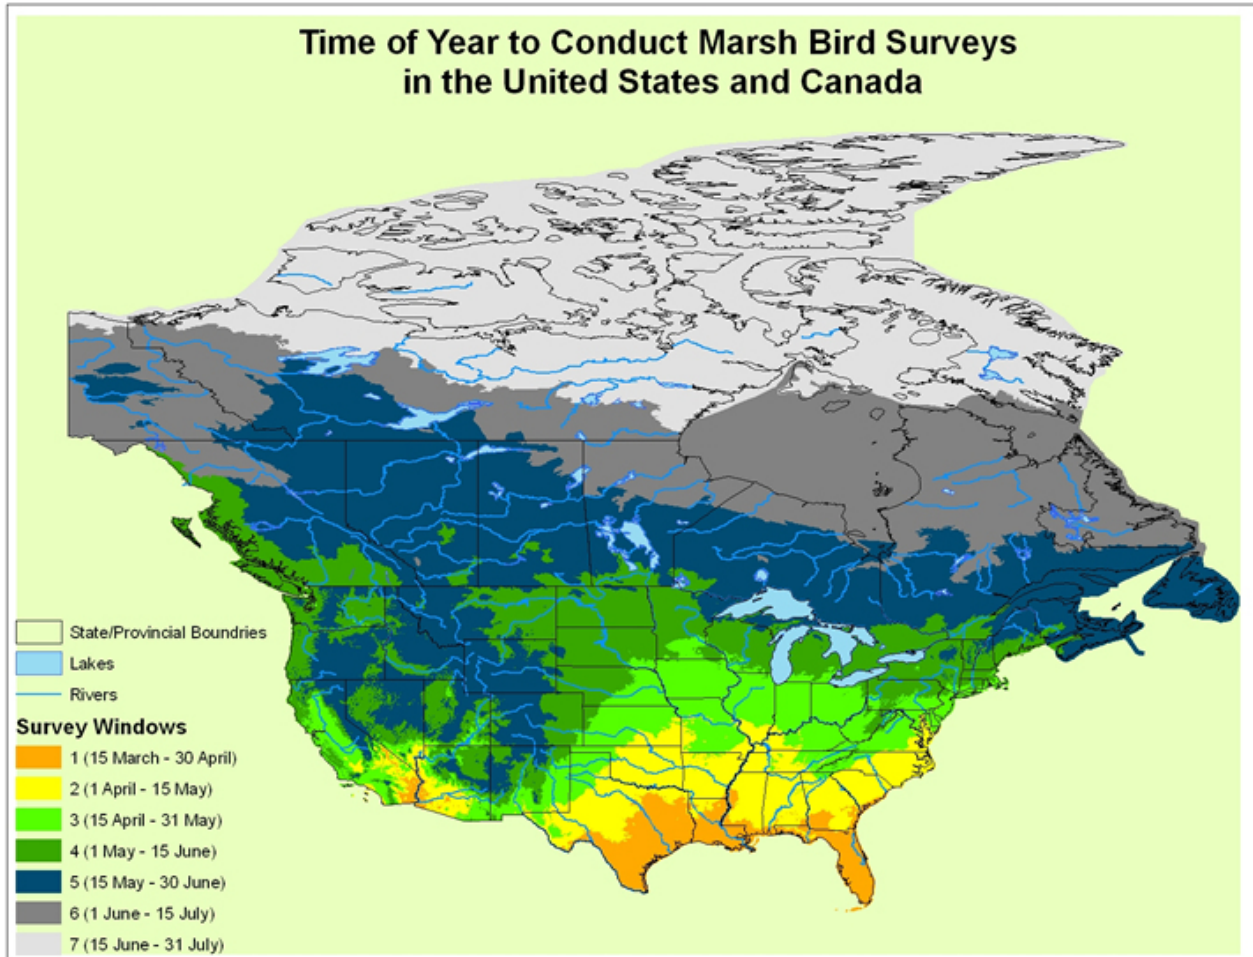 Time of Year to Conduct Marsh Bird Surveys
in the United States and Canada
State/Provincial Boundries
Lakes
Rivers
Survey Windows
1 (15 March - 30 April)
2 (1 April - 15 May)
3 (15 April - 31 May)
4 (1 May - 15 June)
5 (15 May - 30 June)
6 (1 June - 15 July)
7 (15 June - 31 July)